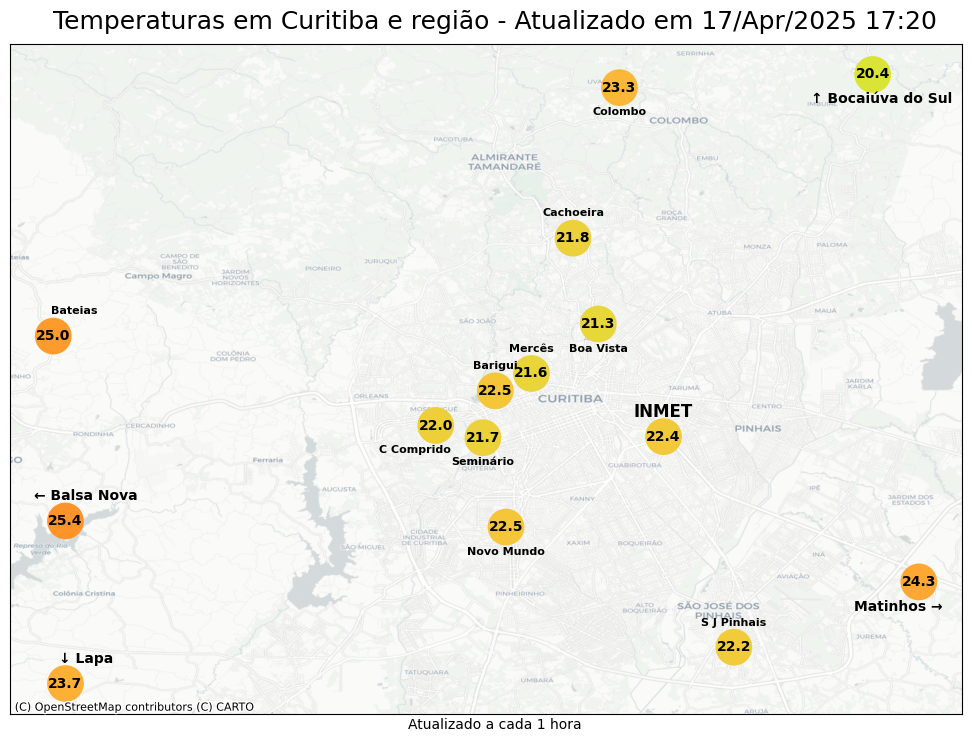 Temperaturas em Curitiba e região - Atualizado em 17/Apr/2025 17:20
SERRINHA
20.4
↑ Bocaiúva do Sul
23.3
Colombo
COLOMBO
PACOTUBA
ALMIRANTE
TAMANDARÉ
EMBU
Cachoeira
21.8
ROÇA
GRANDE
MONZA
PALOMA
CAMPO DE
SÃO
BENEDITO
JURUQUI
PIONEIRO
Campo Magro
JARDIM
NOVOS
HORIZONTES
Bateias
25.0
SÃO JOÃO
21.3
Boa Vista
ATUBA
MAUÁ
COLÔNIA
DOM PEDRO
Mercês
21.6
Barigui
22.5
CURITIBA
TARUMÃ
JARDIM
KARLA
ORLEANS
CENTRO
INMET
22.4
PINHAIS
22.0
C Comprido
21.7
Seminário
CERCADINHO
RONDINHA
Ferraria
GUABIROTUBA
AUGUSTA
IPÊ
JARDIM DOS
ESTADOS I
FANNY
← Balsa Nova
25.4
Represa do Rio
Verde
22.5
Novo Mundo
CIDADE
INDUSTRIAL
DE CURITIBA
SÃO MIGUEL
XAXIM
BOQUEIRÃO
INÁ
AVIAÇÃO
24.3
Matinhos →
Colônia Cristina
PINHEIRINHO
ALTO
BOQUEIRÃO
SÃO JOSÉ DOS
PINHAIS
S J Pinhais
22.2
JUREMA
↓ Lapa
23.7
TATUQUARA
UMBARÁ
(C) OpenStreetMap contributors (C) CARTO
Atualizado a cada 1 hora